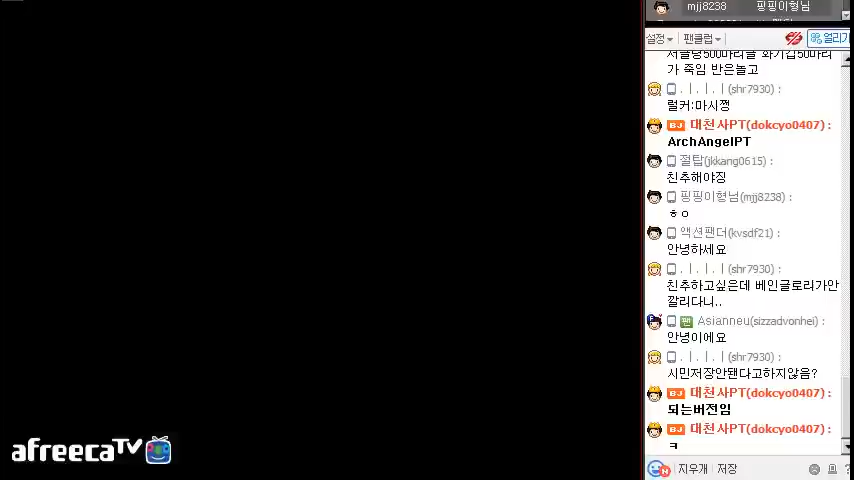 mjj8238 핑핑이형님
설정 팬클럽 얼리기
저글링500마리를 화기갑50마리
가 죽임 반은놀고
. ㅣ. ㅣ. ㅣ(shr7930) :
럴커:마시쩡
BJ 대천사PT(dokcyo0407) :
ArchAngelPT
절탑(jkkang0615) :
친추해야징
핑핑이형님(mjj8238) :
ㅎㅇ
액션팬더(kvsdf21) :
안녕하세요
. ㅣ. ㅣ. ㅣ(shr7930) :
친추하고싶은데 베인글로리가안
깔리다니..
팬 Asianneu(sizzadvonhei) :
안녕이에요
. ㅣ. ㅣ. ㅣ(shr7930) :
시민저장안됀다고하지않음?
BJ 대천사PT(dokcyo0407) :
되는버전임
BJ 대천사PT(dokcyo0407) :
ㅋ
afreecaTV
N 지우개 저장 ?